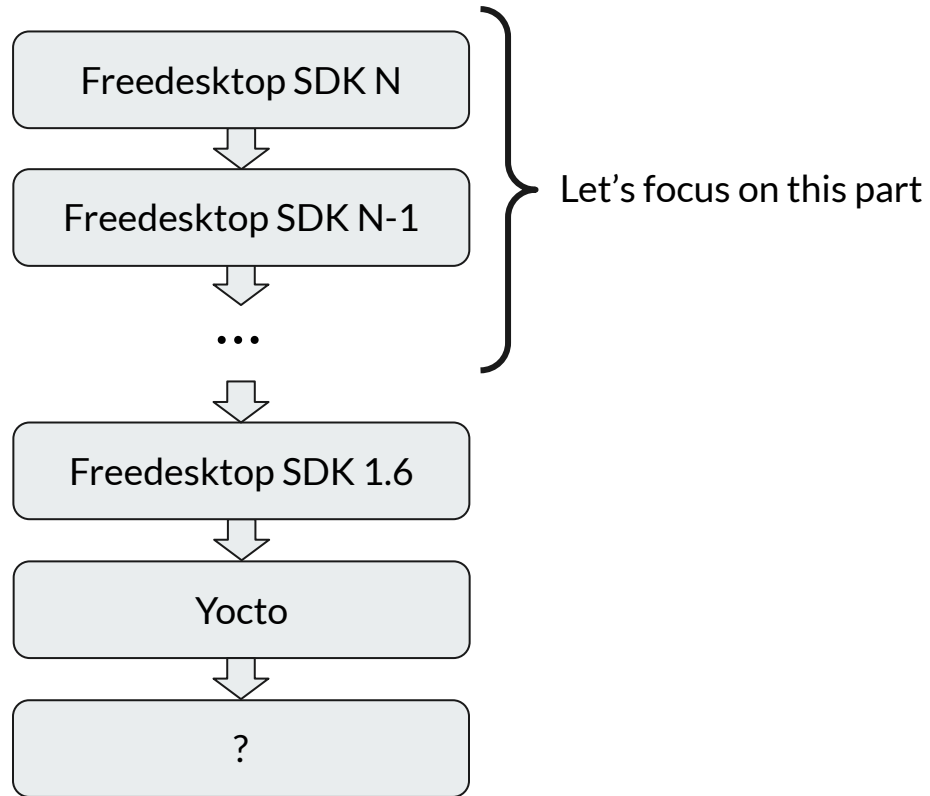 Freedesktop SDK N
Let’s focus on this part
Freedesktop SDK N-1
...
Freedesktop SDK 1.6
Yocto
?